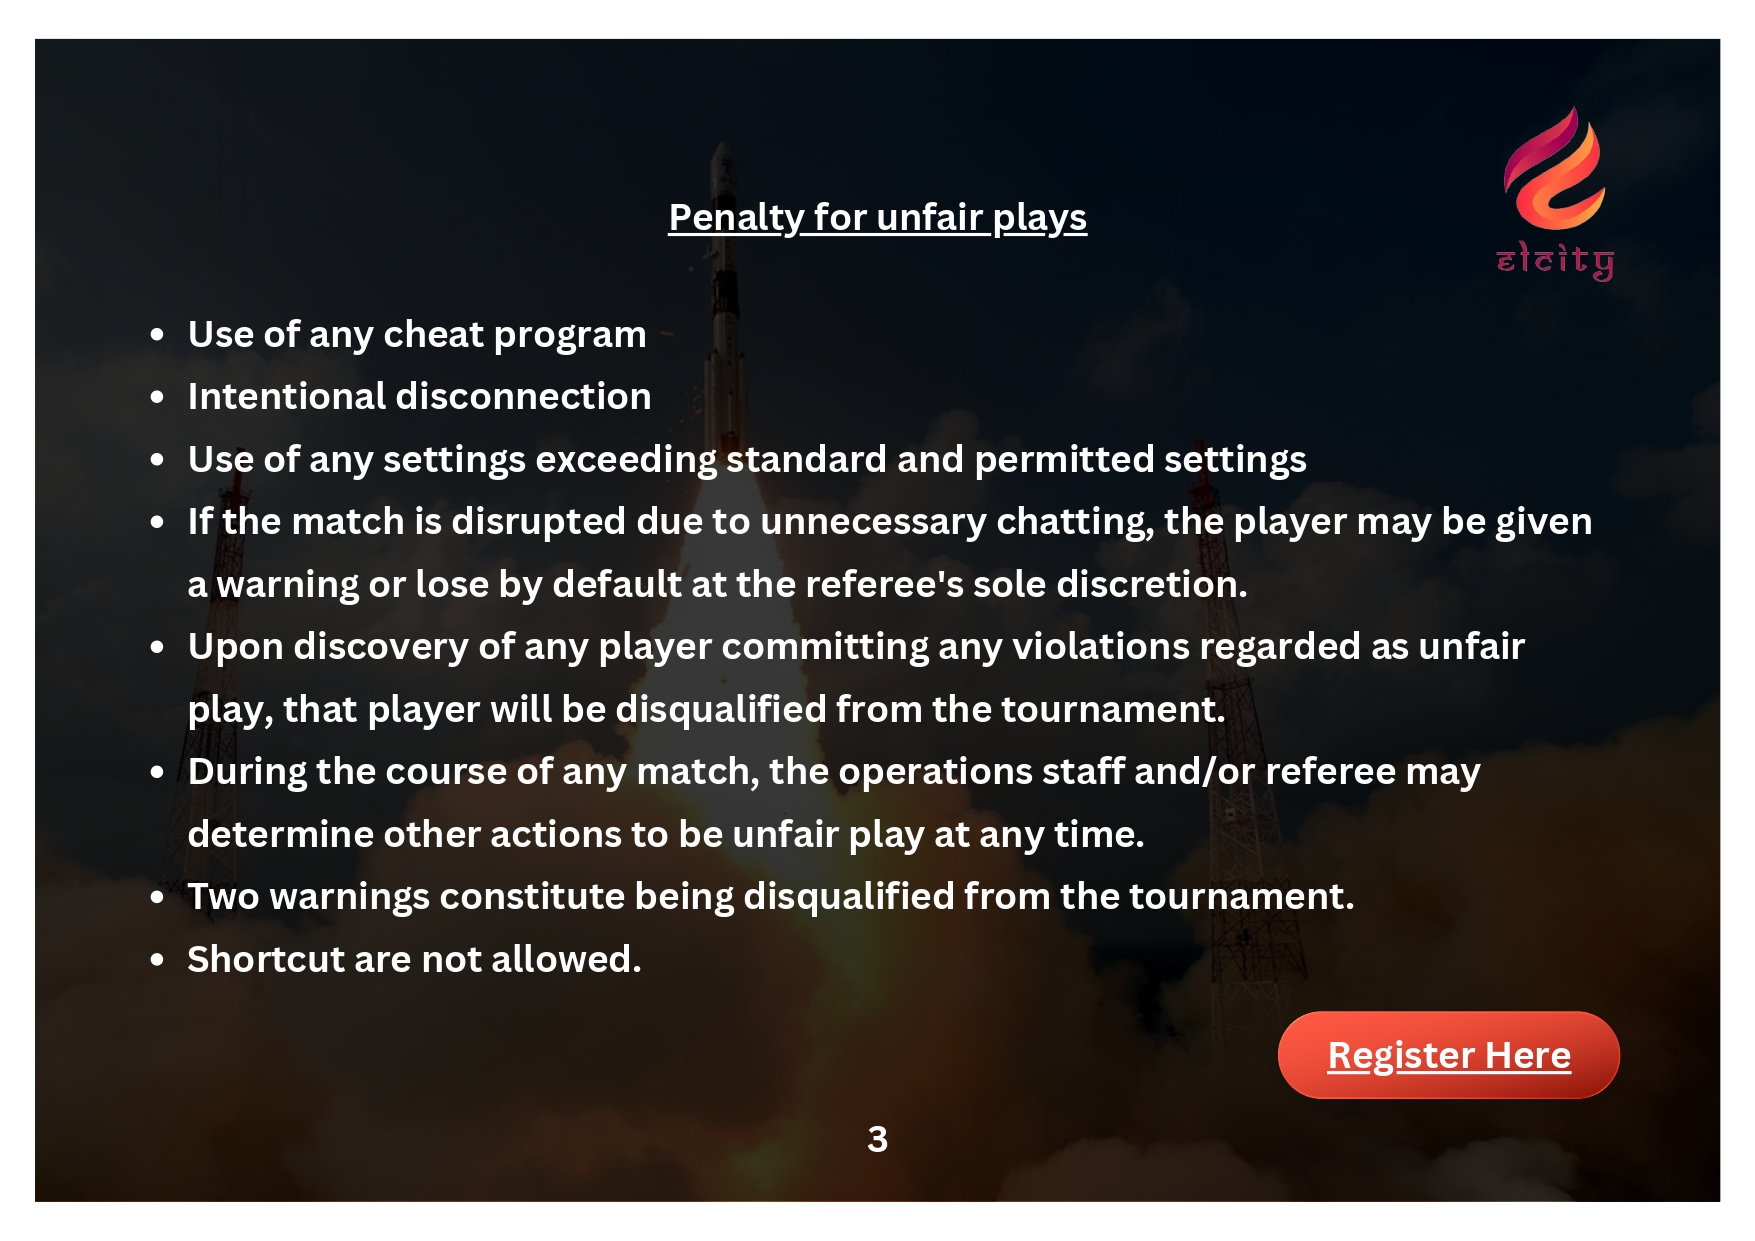 Penalty for unfair plays
elcity
• Use of any cheat program
• Intentional disconnection
• Use of any settings exceeding standard and permitted settings
• If the match is disrupted due to unnecessary chatting, the player may be given
a warning or lose by default at the referee's sole discretion.
• Upon discovery of any player committing any violations regarded as unfair
play, that player will be disqualified from the tournament.
• During the course of any match, the operations staff and/or referee may
determine other actions to be unfair play at any time.
• Two warnings constitute being disqualified from the tournament.
• Shortcut are not allowed.
Register Here
3